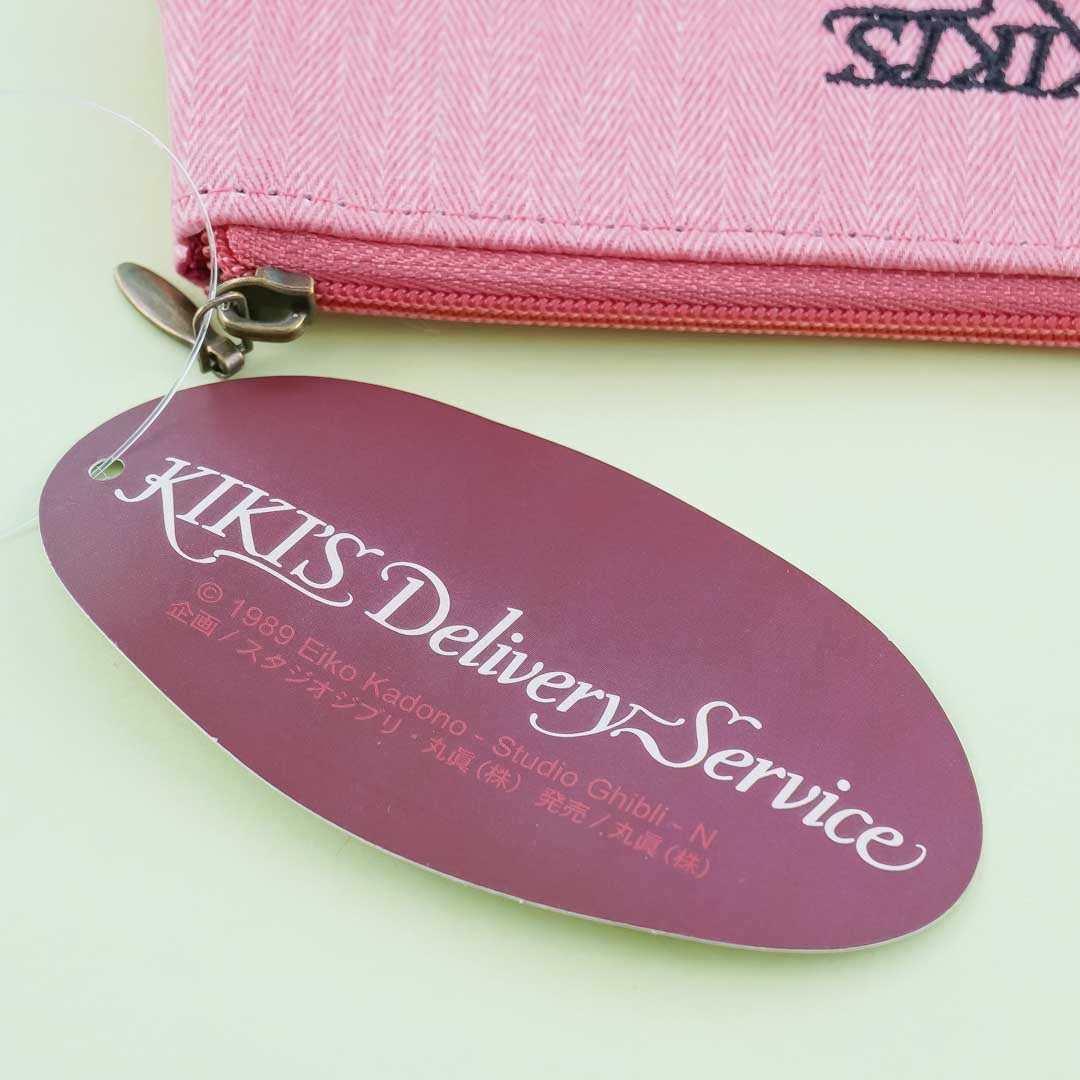 KIKI'S
KIKI'S Delivery Service
© 1989 Eiko Kadono - Studio Ghibli - N
企画/スタジオジブリ・丸眞(株) 発売/丸眞(株)